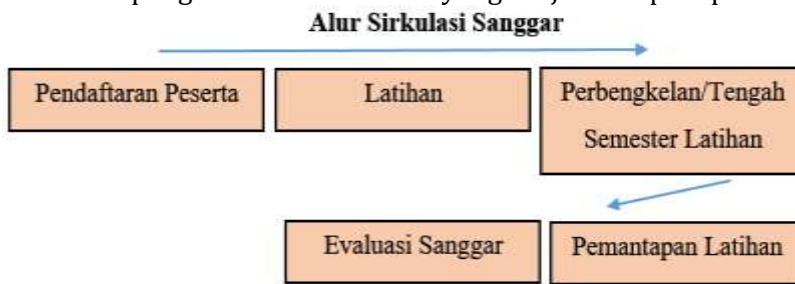 Alur Sirkulasi Sanggar
Pendaftaran Peserta
Latihan
Perbengkelan/Tengah
Semester Latihan
Evaluasi Sanggar
Pemantapan Latihan